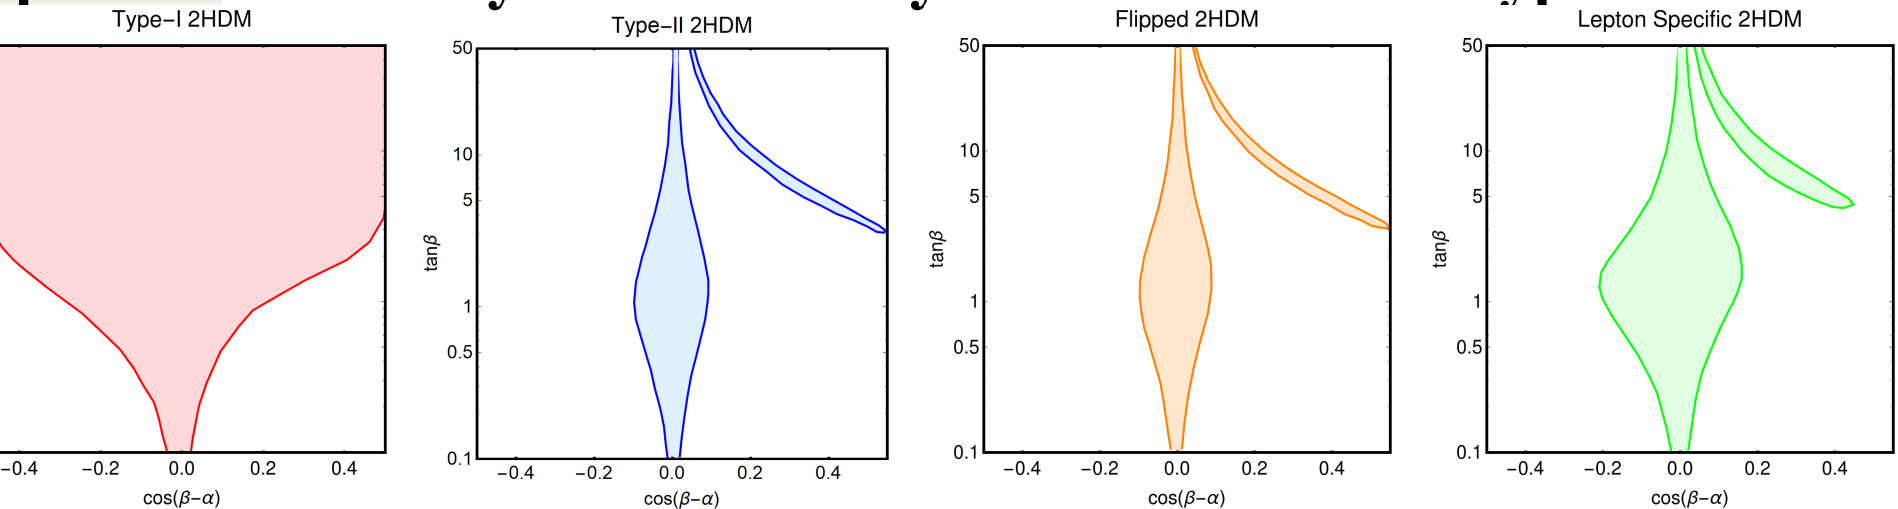 Type−I 2HDM
−0.4 −0.2 0.0 0.2 0.4
cos(β−α)
Type−II 2HDM
50
10
5
1
0.5
0.1
tanβ
−0.4 −0.2 0.0 0.2 0.4
cos(β−α)
Flipped 2HDM
50
10
5
1
0.5
0.1
tanβ
−0.4 −0.2 0.0 0.2 0.4
cos(β−α)
Lepton Specific 2HDM
50
10
5
1
0.5
0.1
tanβ
−0.4 −0.2 0.0 0.2 0.4
cos(β−α)